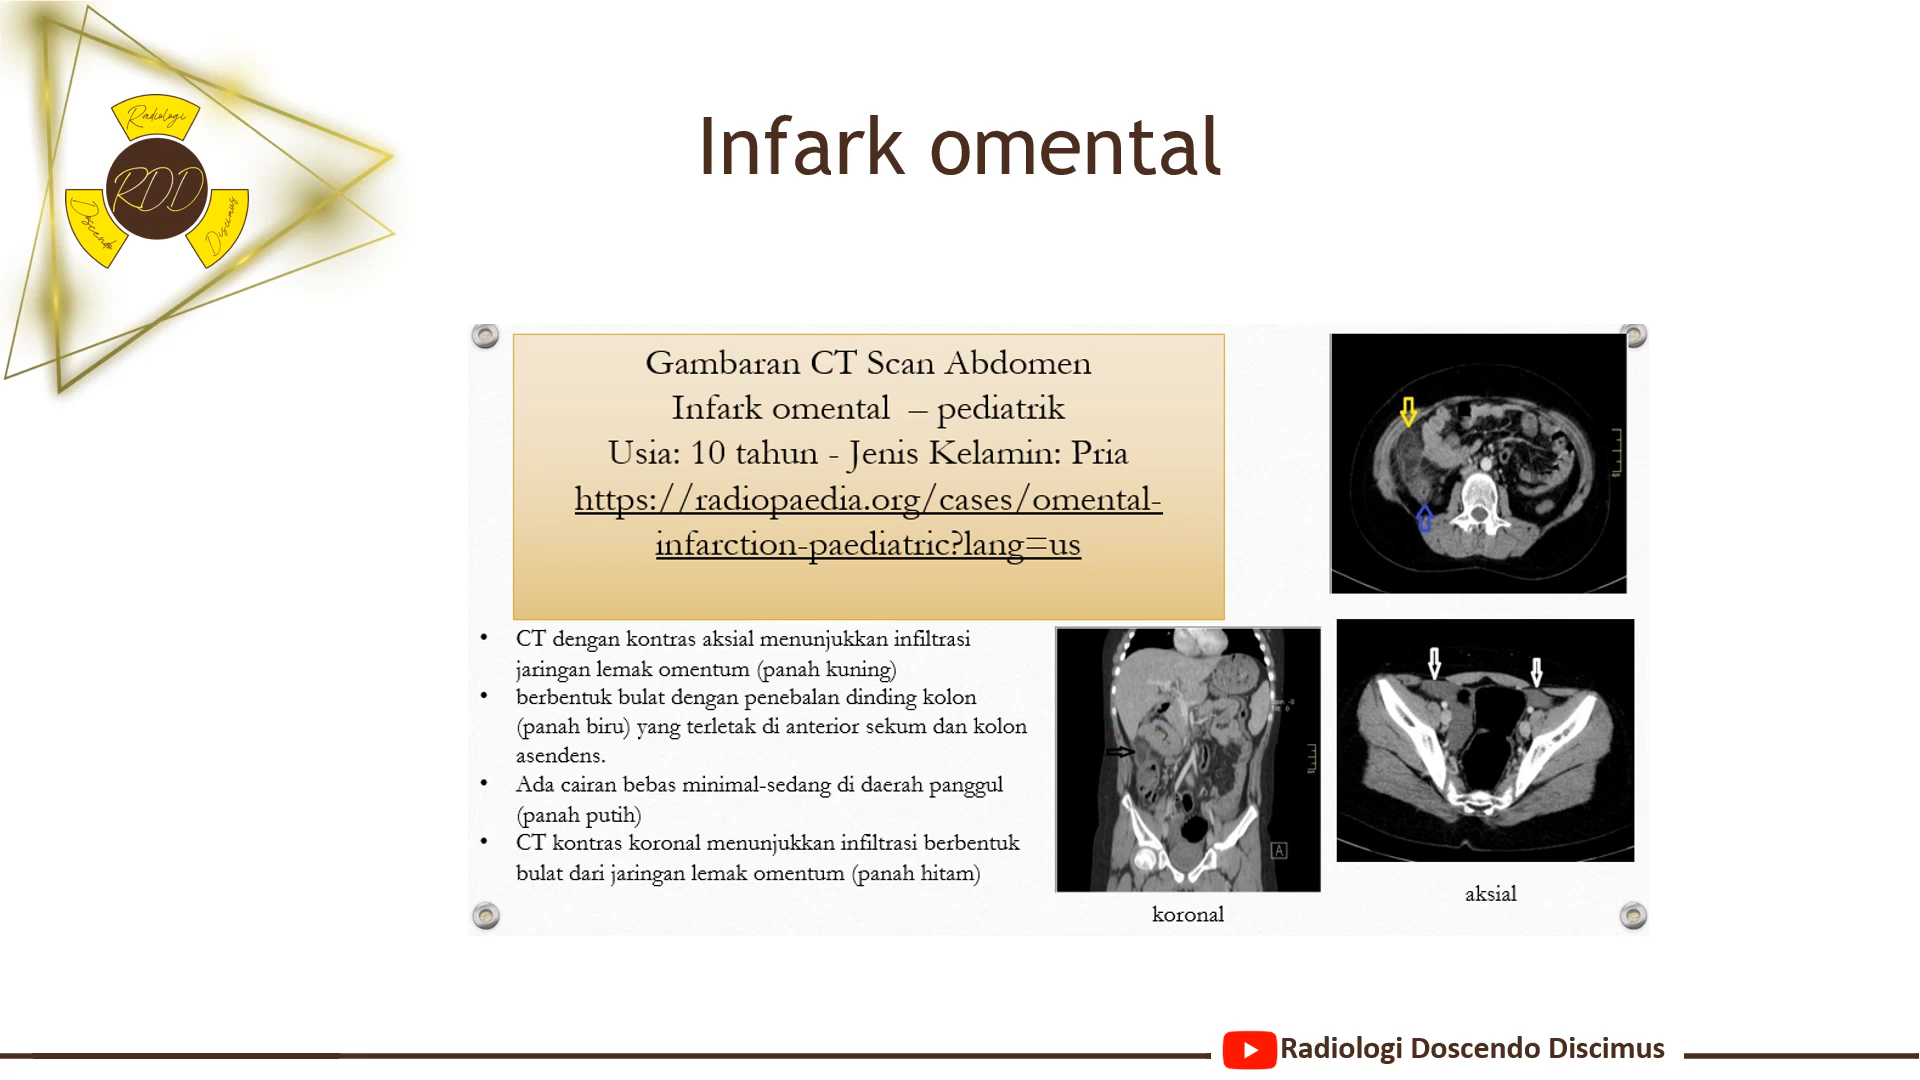 Radiologi
RDD
Doscendo
Discimus
Infark omental
Gambaran CT Scan Abdomen
Infark omental – pediatrik
Usia: 10 tahun - Jenis Kelamin: Pria
https://radiopaedia.org/cases/omental-
infarction-paediatric?lang=us
• CT dengan kontras aksial menunjukkan infiltrasi
jaringan lemak omentum (panah kuning)
• berbentuk bulat dengan penebalan dinding kolon
(panah biru) yang terletak di anterior sekum dan kolon
asendens.
• Ada cairan bebas minimal-sedang di daerah panggul
(panah putih)
• CT kontras koronal menunjukkan infiltrasi berbentuk
bulat dari jaringan lemak omentum (panah hitam)
A
koronal
aksial
Radiologi Doscendo Discimus